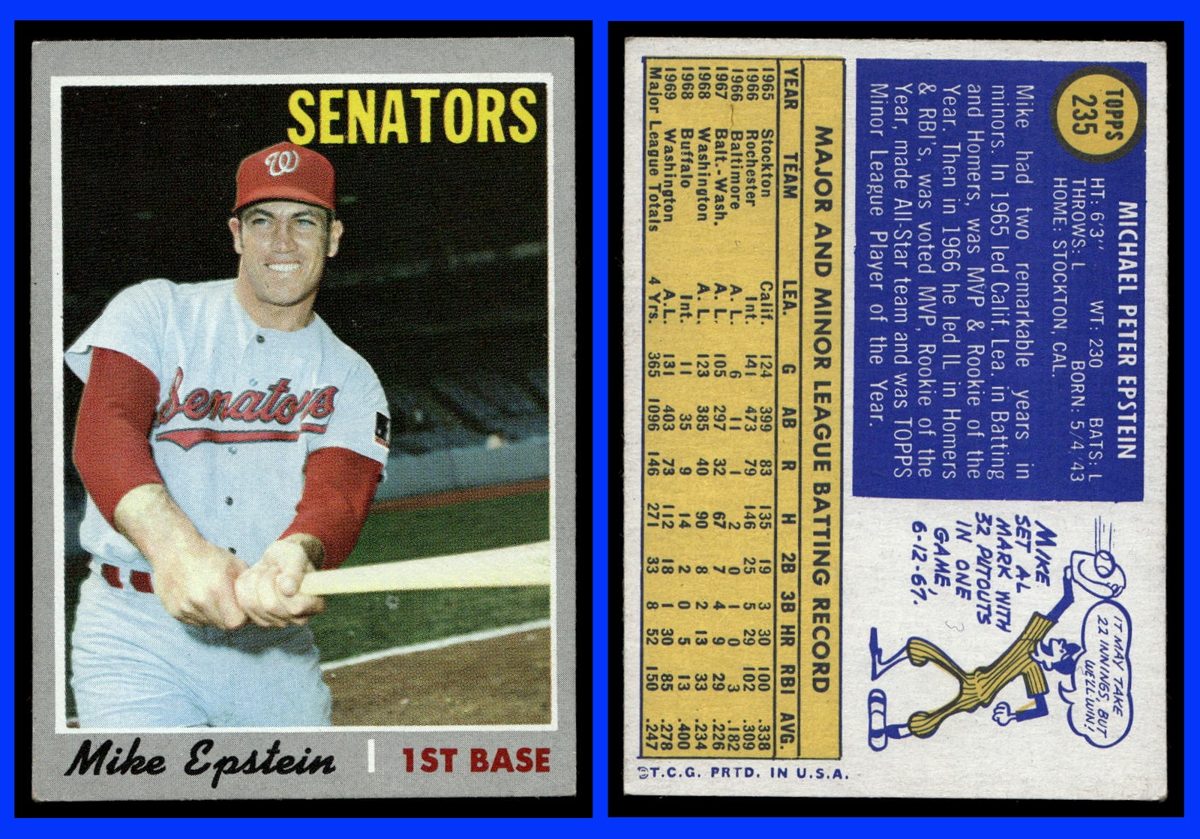 SENATORS
W
Senators
Mike Epstein | 1ST BASE
TOPPS
235
MICHAEL PETER EPSTEIN
HT: 6'3" WT: 230 BATS: L
THROWS: L BORN: 5/4/43
HOME: STOCKTON, CAL.
Mike had two remarkable years in
minors. In 1965 led Calif. Lea. in Batting
and Homers, was MVP & Rookie of the
Year. Then in 1966 he led IL in Homers
& RBI's, was voted MVP, Rookie of the
Year, made All-Star team and was TOPPS
Minor League Player of the Year.
IT MAY TAKE
22 INNINGS, BUT
WE'LL WIN!
MIKE
SET AL
MARK WITH
32 PITOUTS
IN ONE
GAME,
6-12-67.
MAJOR AND MINOR LEAGUE BATTING RECORD
YEAR TEAM LEA. G AB R H 2B 3B HR RBI AVG.
1965 Stockton Calif. 124 399 83 135 19 3 30 100 .338
1966 Rochester Int. 141 473 79 146 25 5 29 102 .309
1966 Baltimore A. L. 6 11 1 2 0 1 0 3 .182
1967 Balt.-Wash. A. L. 105 297 32 67 7 4 9 29 .226
1968 Washington A.L. 123 385 40 90 8 2 13 33 .234
1968 Buffalo Int. 11 35 9 14 2 0 5 13 .400
1969 Washington A.L. 131 403 73 112 18 1 30 85 .278
Major League Totals 4 Yrs. 365 1096 146 271 33 8 52 150 .247
©T.C.G. PRTD. IN U.S.A.